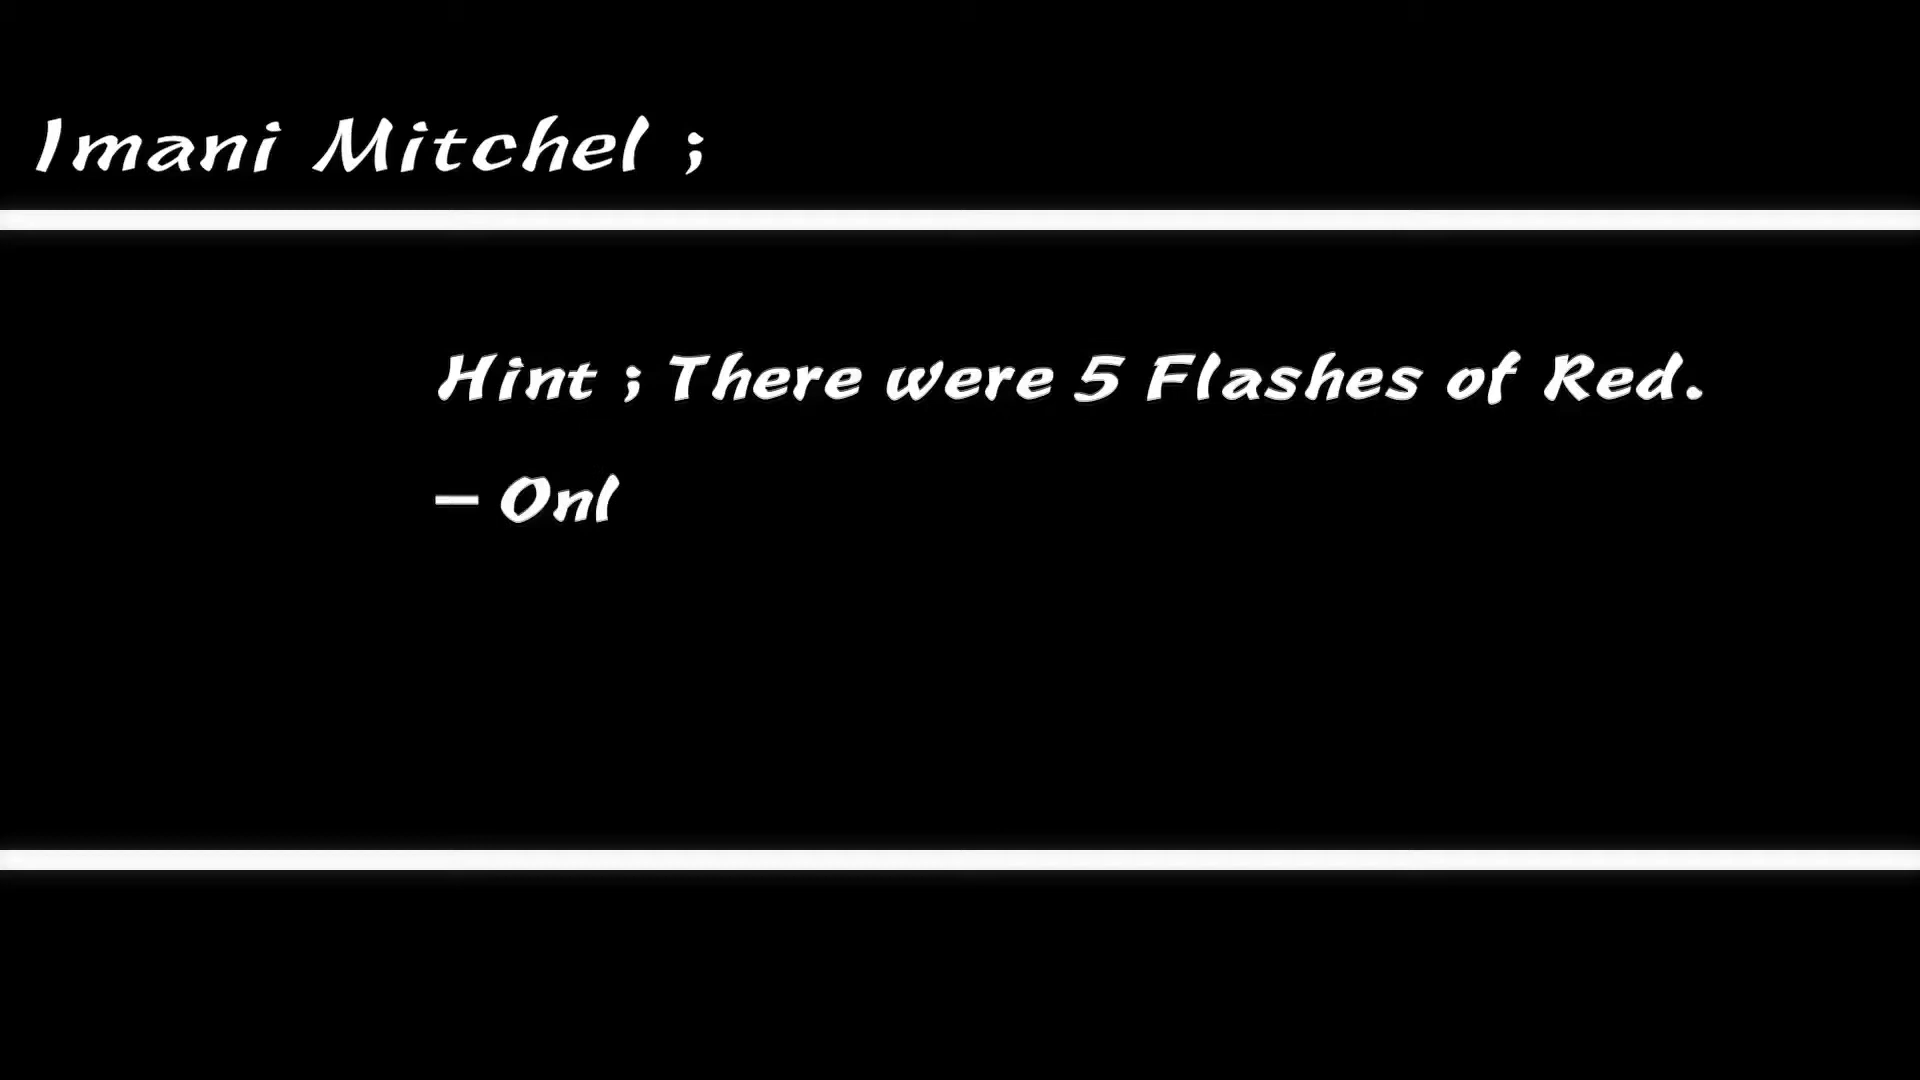 Imani Mitchel ;
Hint ; There were 5 Flashes of Red.
- Onl